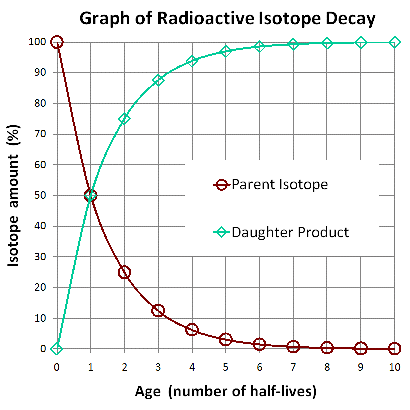 Graph of Radioactive Isotope Decay
Isotope amount (%)
100
90
80
70
60
50
40
30
20
10
0
Parent Isotope
Daughter Product
0 1 2 3 4 5 6 7 8 9 10
Age (number of half-lives)